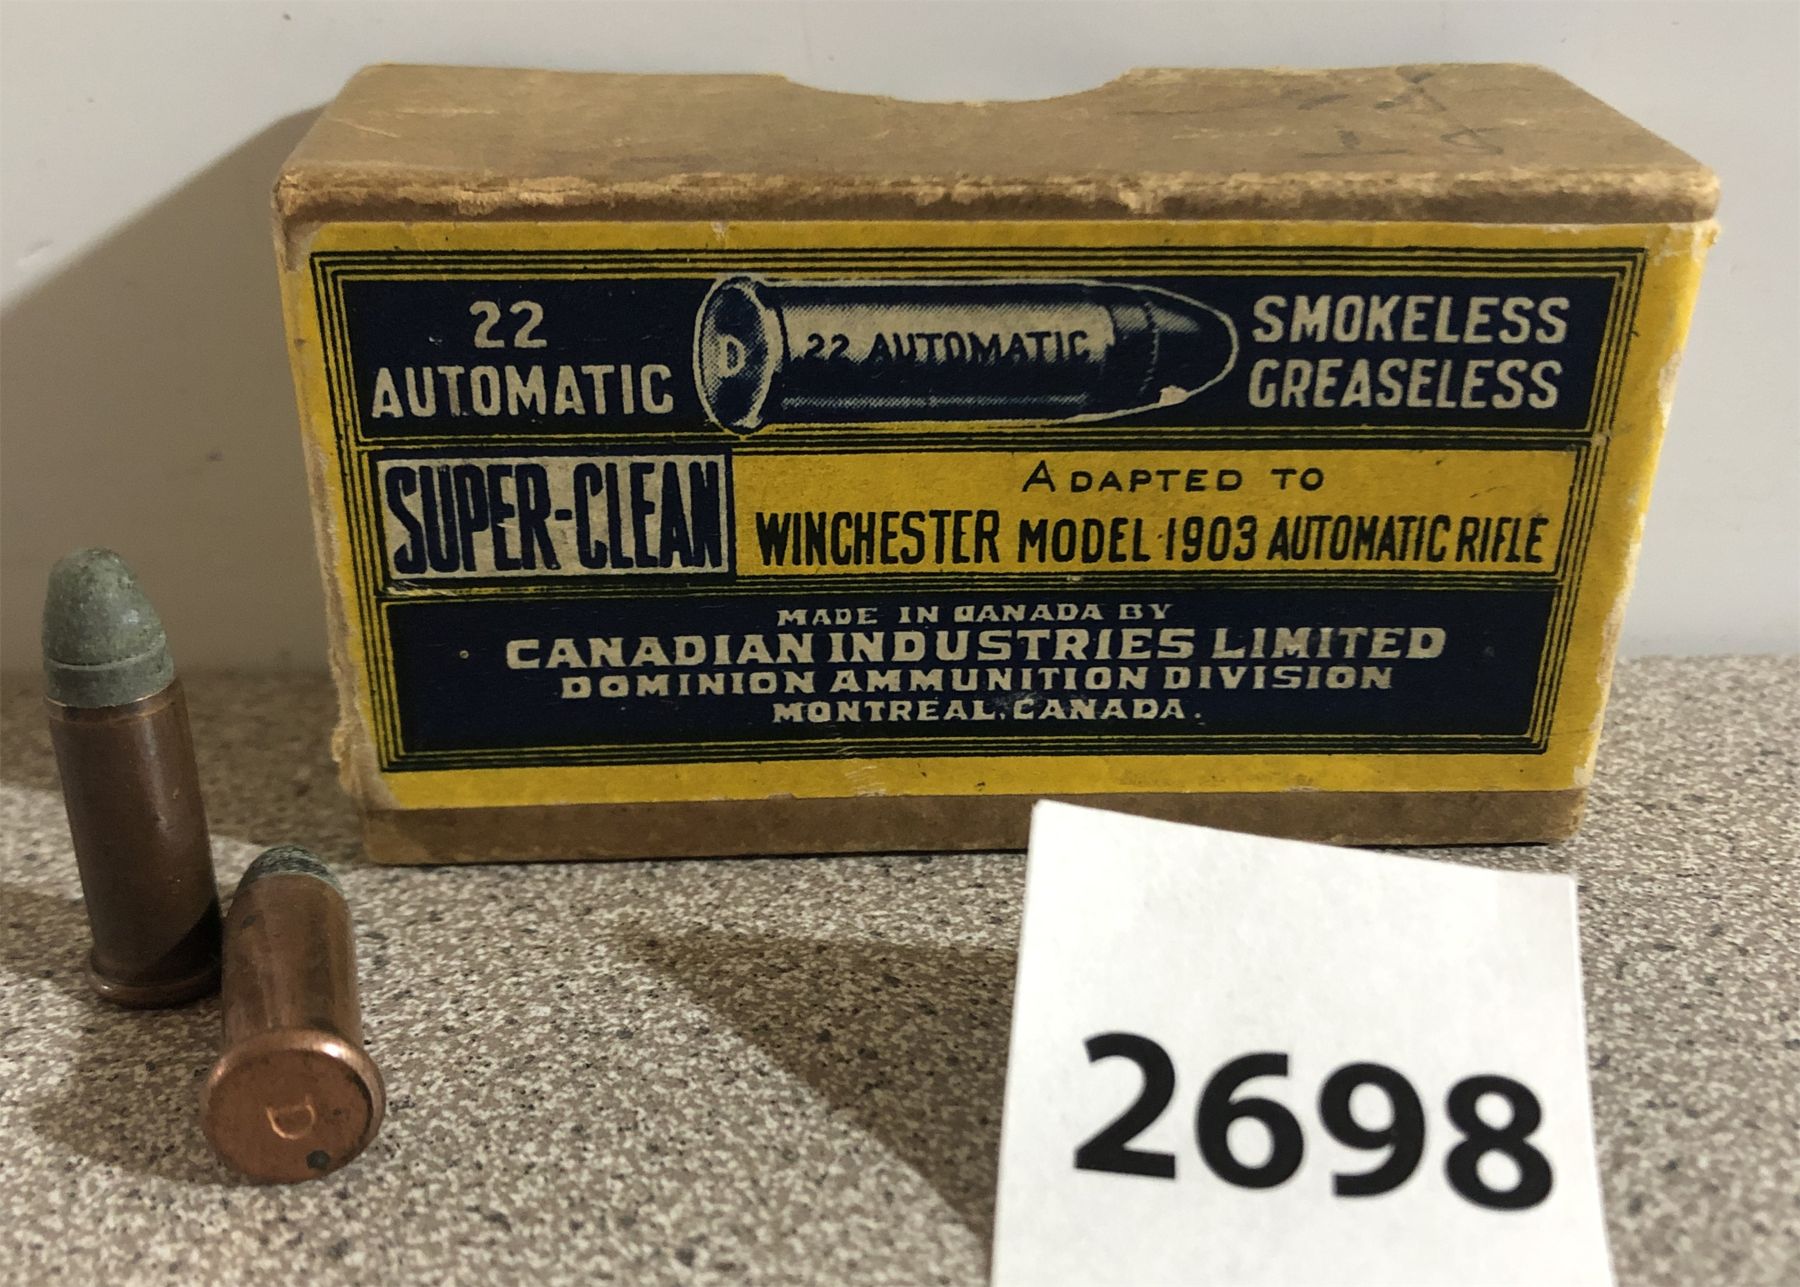 22
AUTOMATIC
D
22 AUTOMATIC
SMOKELESS
GREASELESS
SUPER-CLEAN
ADAPTED TO
WINCHESTER MODEL 1903 AUTOMATIC RIFLE
MADE IN CANADA BY
CANADIAN INDUSTRIES LIMITED
DOMINION AMMUNITION DIVISION
MONTREAL, CANADA.
D
2698